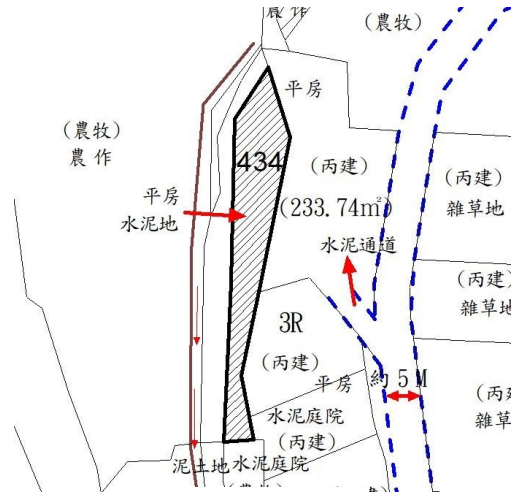 農作
(農牧)
平房
(農牧)
農作
434
(丙建)
(丙建)
雜草地
平房
水泥地
(233.74㎡)
水泥通道
(丙建)
雜草地
3R
(丙建)
平房
約5M
(丙建
雜草
水泥庭院
(丙建)
泥土地
水泥庭院